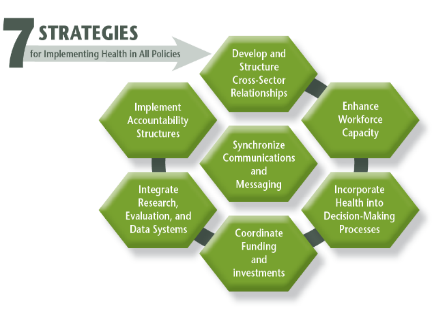 7 STRATEGIES
for Implementing Health in All Policies
Develop and
Structure
Cross-Sector
Relationships
Enhance
Workforce
Capacity
Incorporate
Health into
Decision-Making
Processes
Coordinate
Funding
and
Investments
Integrate
Research,
Evaluation, and
Data Systems
Implement
Accountability
Structures
Synchronize
Communications
and
Messaging